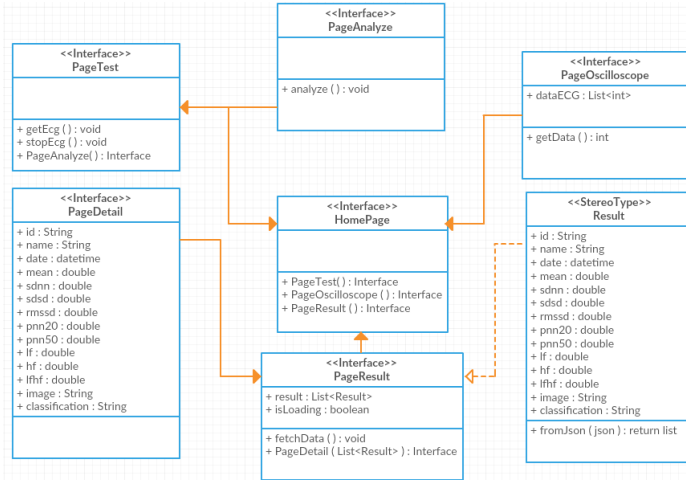 <<Interface>>
PageTest
+ getEcg ( ) : void
+ stopEcg ( ) : void
+ PageAnalyze( ) : Interface
<<Interface>>
PageAnalyze
+ analyze ( ) : void
<<Interface>>
PageOscilloscope
+ dataECG : List<int>
+ getData ( ) : int
<<Interface>>
PageDetail
+ id : String
+ name : String
+ date : datetime
+ mean : double
+ sdnn : double
+ sdsd : double
+ rmssd : double
+ pnn20 : double
+ pnn50 : double
+ lf : double
+ hf : double
+ lfhf : double
+ image : String
+ classification : String
<<Interface>>
HomePage
+ PageTest( ) : Interface
+ PageOscilloscope ( ) : Interface
+ PageResult ( ) : Interface
<<StereoType>>
Result
+ id : String
+ name : String
+ date : datetime
+ mean : double
+ sdnn : double
+ sdsd : double
+ rmssd : double
+ pnn20 : double
+ pnn50 : double
+ lf : double
+ hf : double
+ lfhf : double
+ image : String
+ classification : String
+ fromJson ( json ) : return list
<<Interface>>
PageResult
+ result : List<Result>
+ isLoading : boolean
+ fetchData ( ) : void
+ PageDetail ( List<Result> ) : Interface